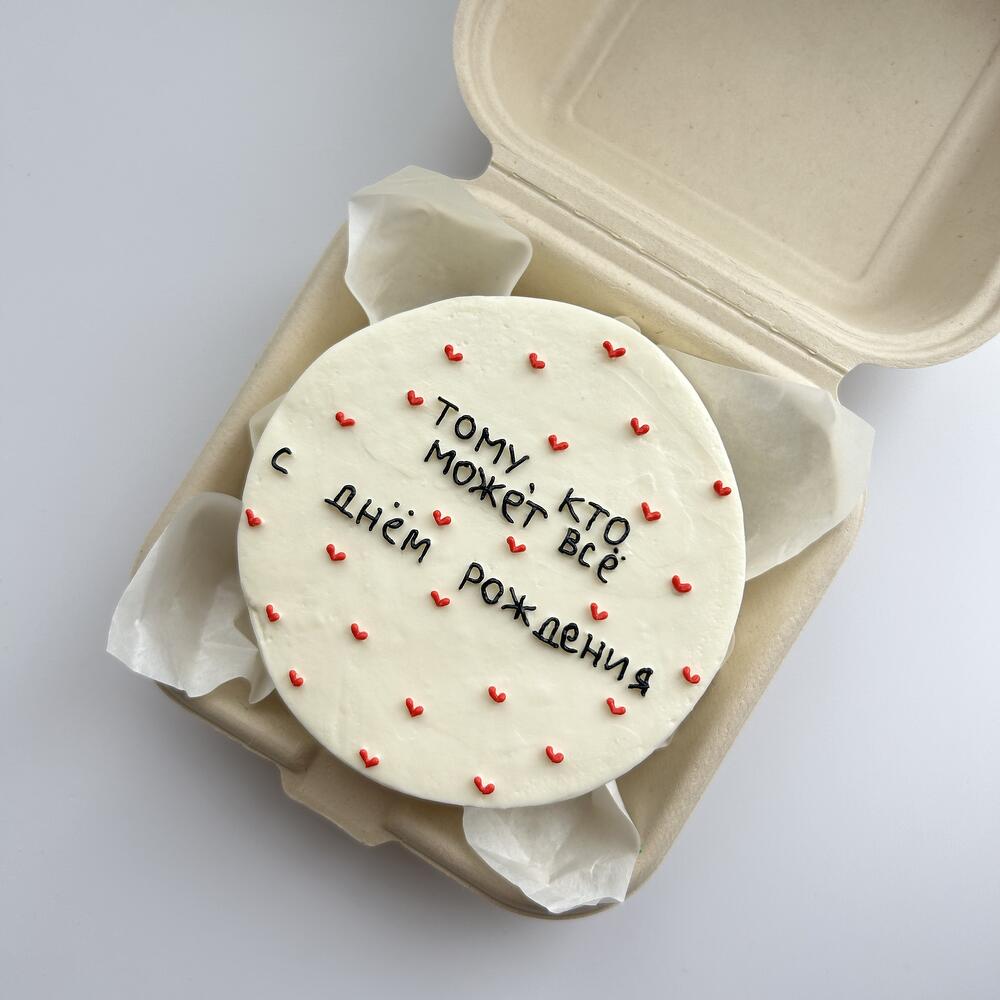 тому, кто
может всё
с днём рождения